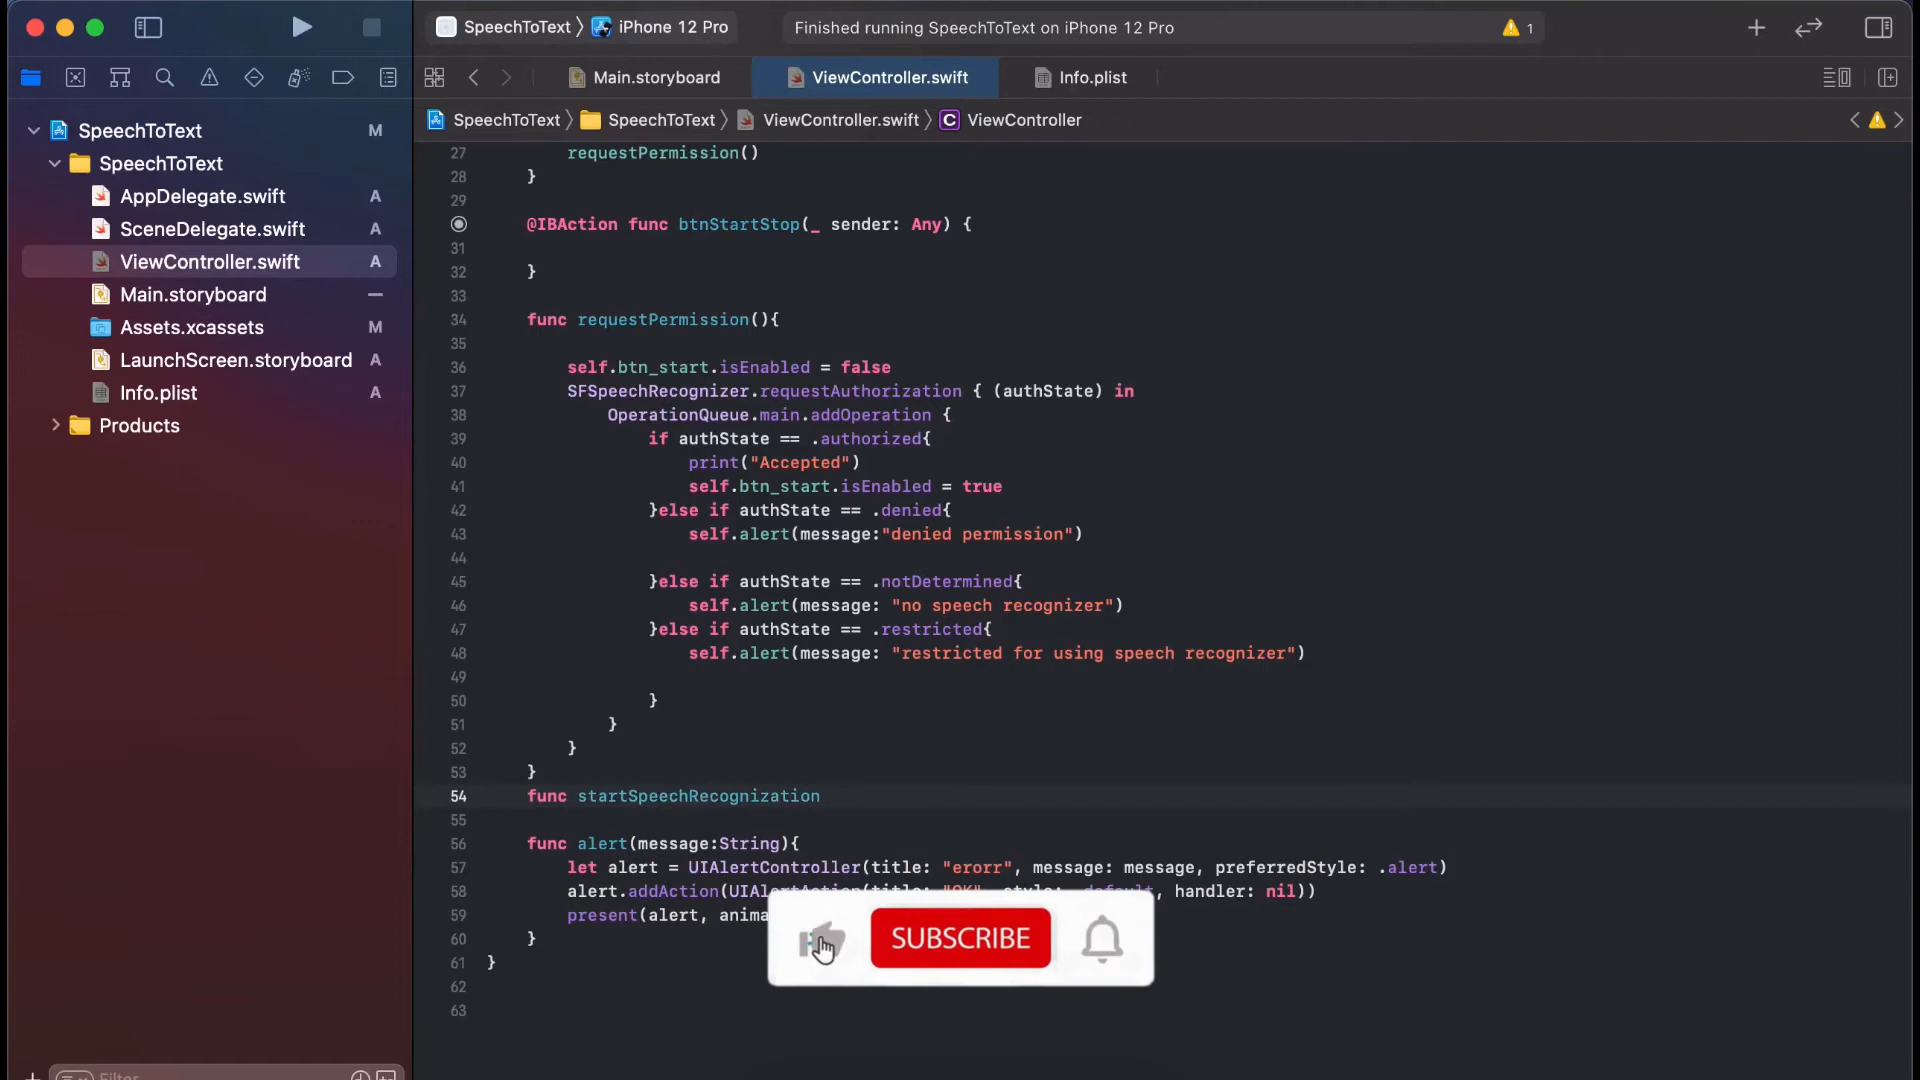 SpeechToText 〉 iPhone 12 Pro
Finished running SpeechToText on iPhone 12 Pro
1
Main.storyboard
ViewController.swift
Info.plist
SpeechToText 〉 SpeechToText 〉 ViewController.swift 〉 C ViewController
SpeechToText M
SpeechToText
AppDelegate.swift A
SceneDelegate.swift A
ViewController.swift A
Main.storyboard —
Assets.xcassets M
LaunchScreen.storyboard A
Info.plist A
Products
Filter
27 requestPermission()
28 }
29
@IBAction func btnStartStop(_ sender: Any) {
31
32 }
33
34 func requestPermission(){
35
36 self.btn_start.isEnabled = false
37 SFSpeechRecognizer.requestAuthorization { (authState) in
38 OperationQueue.main.addOperation {
39 if authState == .authorized{
40 print("Accepted")
41 self.btn_start.isEnabled = true
42 }else if authState == .denied{
43 self.alert(message:"denied permission")
44
45 }else if authState == .notDetermined{
46 self.alert(message: "no speech recognizer")
47 }else if authState == .restricted{
48 self.alert(message: "restricted for using speech recognizer")
49
50 }
51 }
52 }
53 }
54 func startSpeechRecognization
55
56 func alert(message:String){
57 let alert = UIAlertController(title: "erorr", message: message, preferredStyle: .alert)
58 alert.addAction(UIAlertAction(title: "OK", style: .default, handler: nil))
59 present(alert, anima
60 }
61 }
62
63
SUBSCRIBE